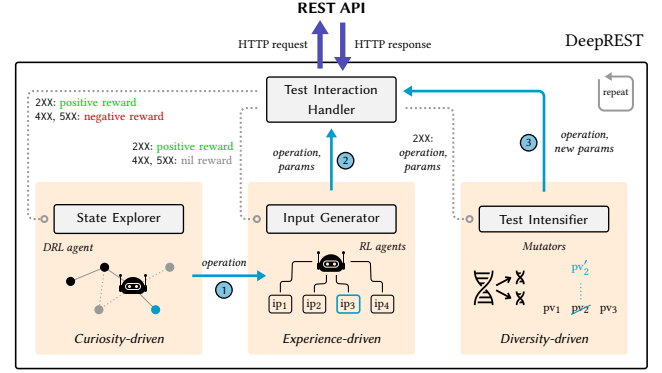 REST API
HTTP request
HTTP response
DeepREST
Test Interaction
Handler
repeat
2XX: positive reward
4XX, 5XX: negative reward
2XX: positive reward
4XX, 5XX: nil reward
operation,
params
2
2XX:
operation,
params
3
operation,
new params
State Explorer
DRL agent
Curiosity-driven
operation
1
Input Generator
RL agents
ip1
ip2
ip3
ip4
Experience-driven
Test Intensifier
Mutators
pv2′
pv1
pv2
pv3
Diversity-driven